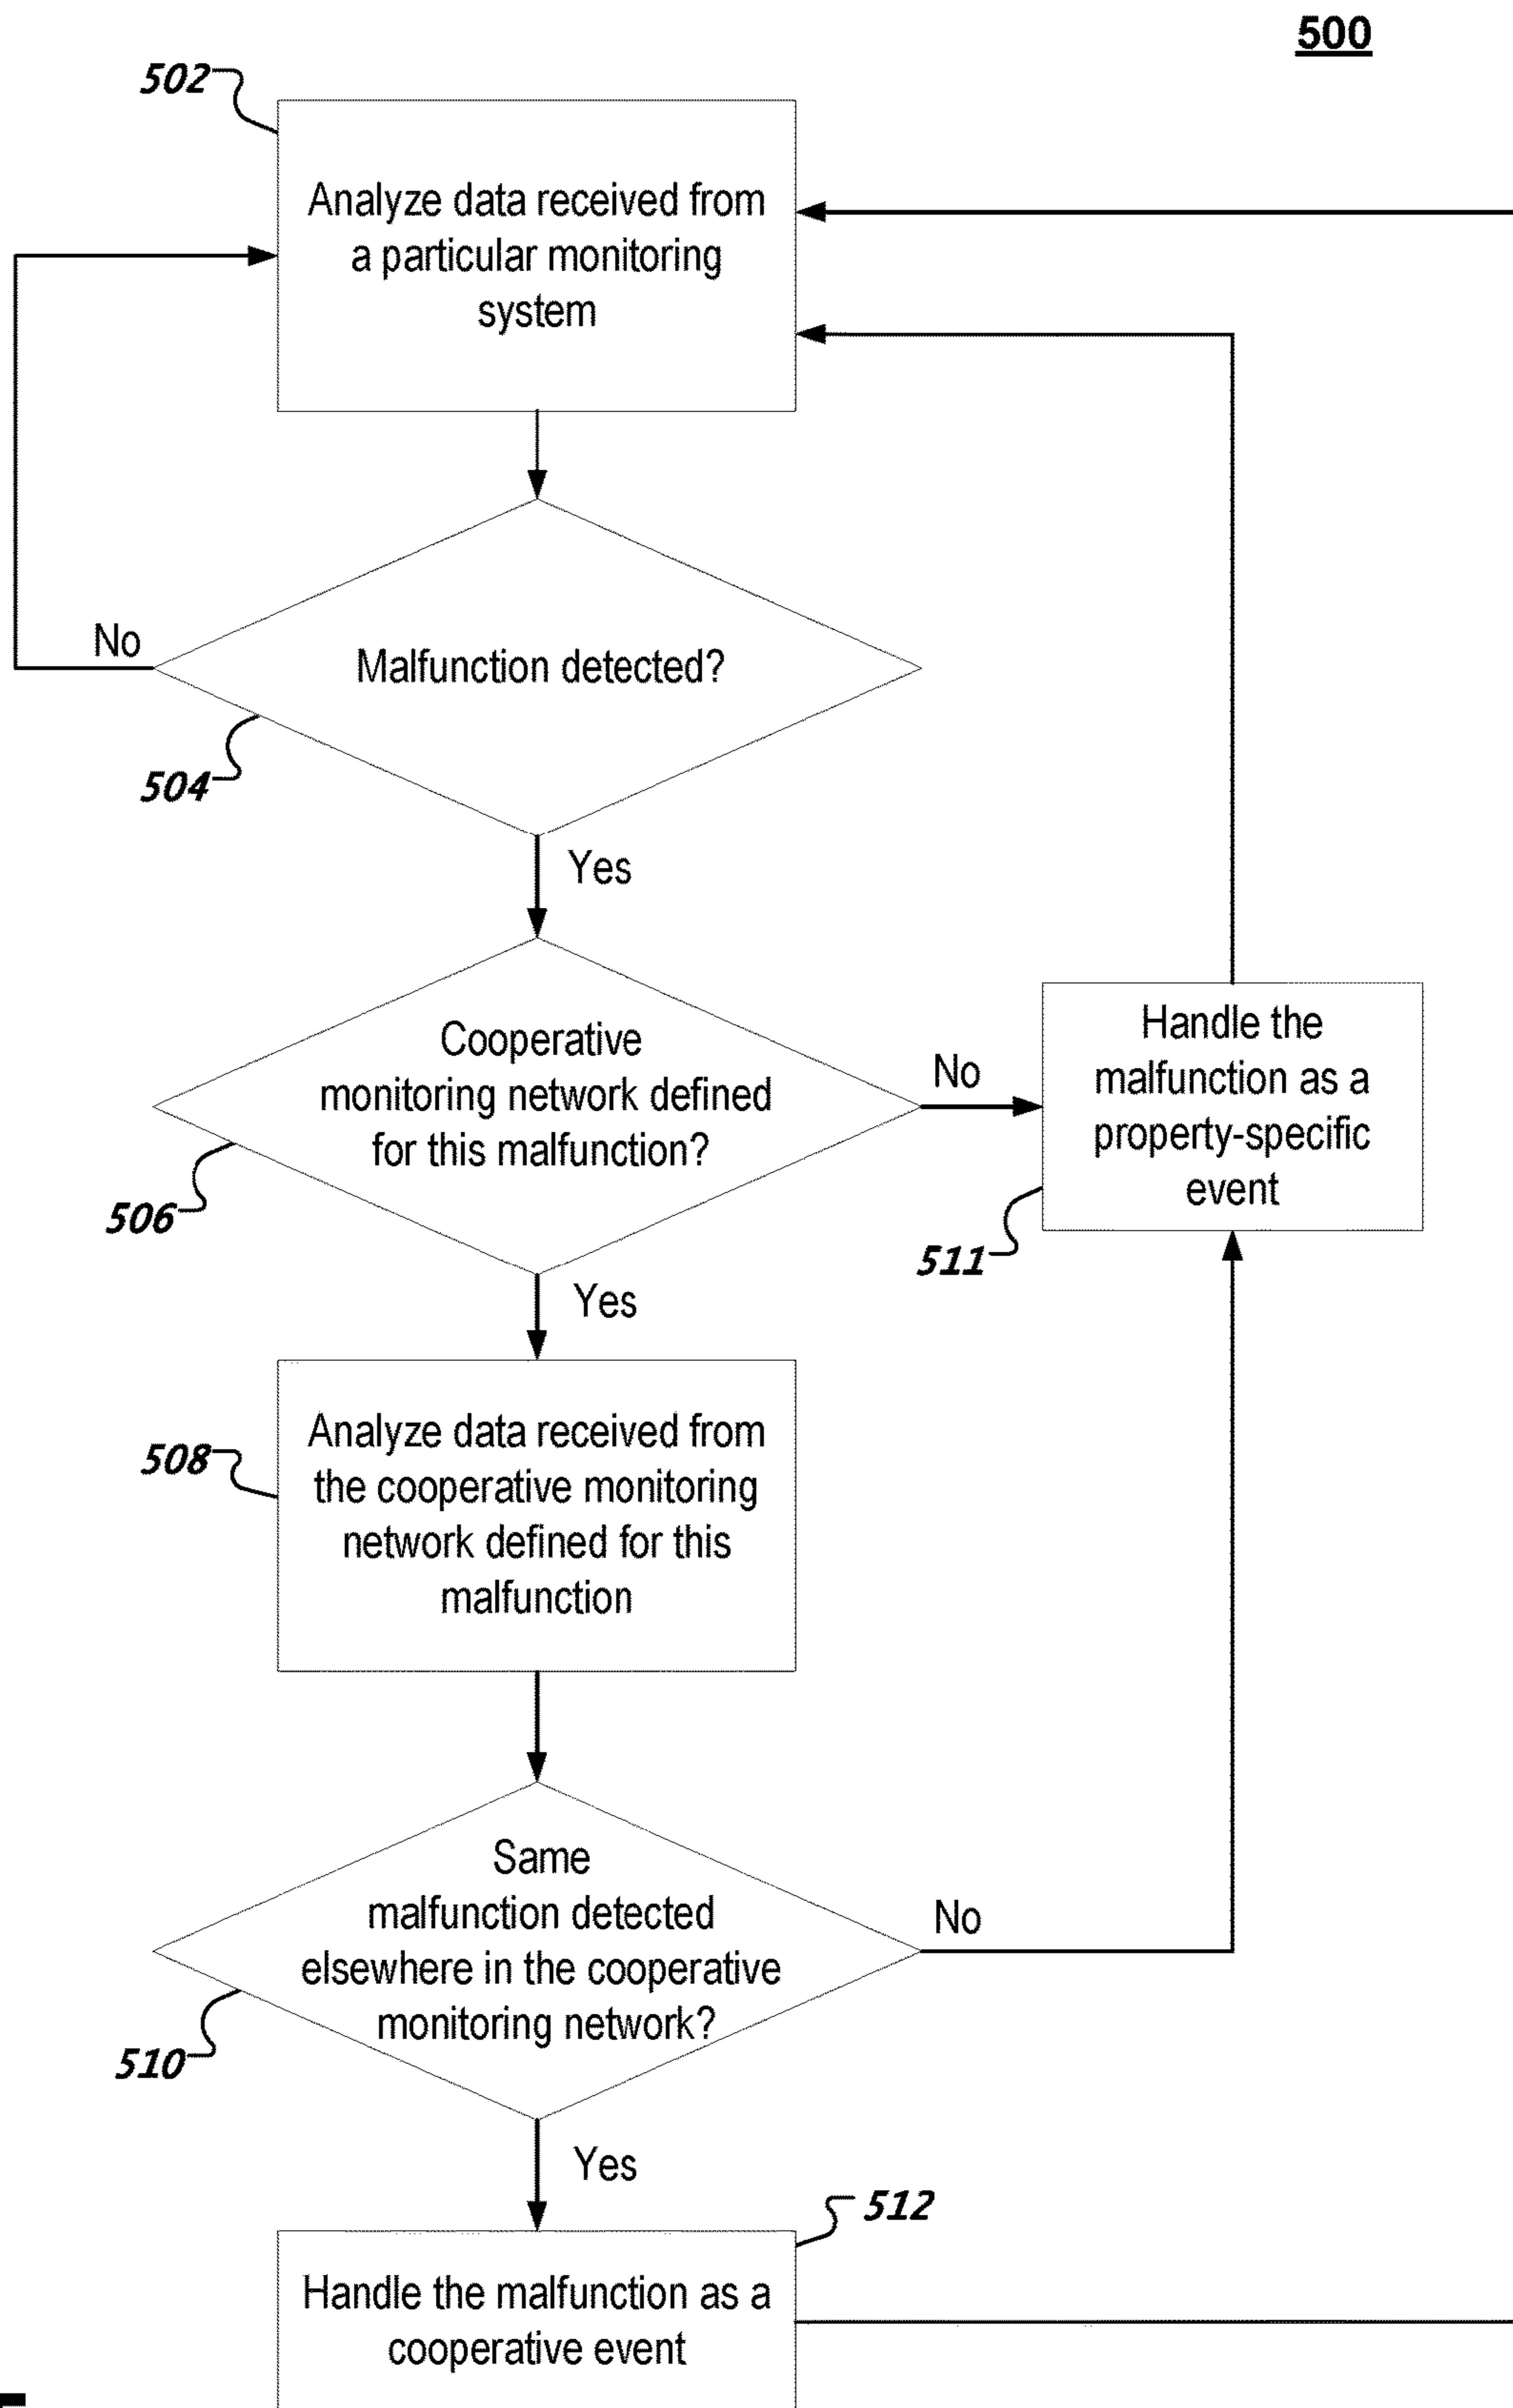 500
502
Analyze data received from
a particular monitoring
system
No
Malfunction detected?
504
Yes
Cooperative
monitoring network defined
for this malfunction?
No
506
Handle the
malfunction as a
property-specific
event
511
Yes
508
Analyze data received from
the cooperative monitoring
network defined for this
malfunction
Same
malfunction detected
elsewhere in the cooperative
monitoring network?
No
510
Yes
512
Handle the malfunction as a
cooperative event